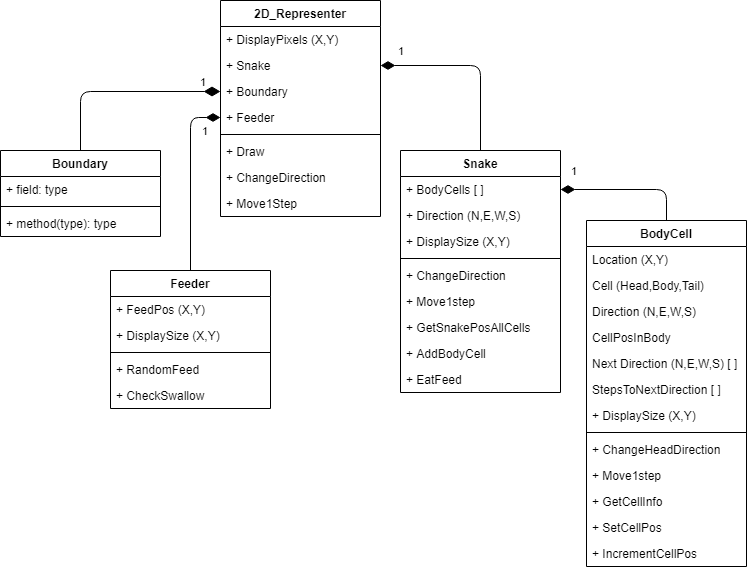 2D_Representer
+ DisplayPixels (X,Y)
+ Snake
+ Boundary
+ Feeder
+ Draw
+ ChangeDirection
+ Move1Step
1
1
1
Boundary
+ field: type
+ method(type): type
Snake
+ BodyCells [ ]
+ Direction (N,E,W,S)
+ DisplaySize (X,Y)
+ ChangeDirection
+ Move1step
+ GetSnakePosAllCells
+ AddBodyCell
+ EatFeed
1
Feeder
+ FeedPos (X,Y)
+ DisplaySize (X,Y)
+ RandomFeed
+ CheckSwallow
BodyCell
Location (X,Y)
Cell (Head,Body,Tail)
Direction (N,E,W,S)
CellPosInBody
Next Direction (N,E,W,S) [ ]
StepsToNextDirection [ ]
+ DisplaySize (X,Y)
+ ChangeHeadDirection
+ Move1step
+ GetCellInfo
+ SetCellPos
+ IncrementCellPos